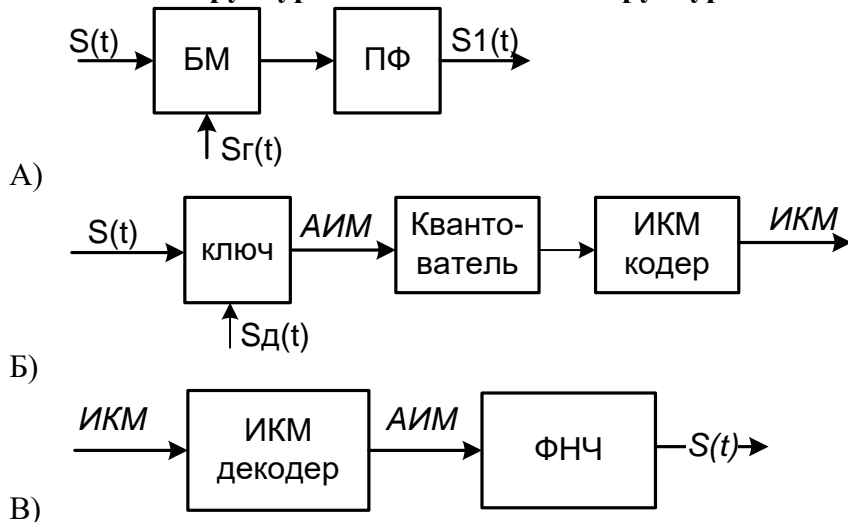 S(t) БМ ПФ S1(t)
Sг(t)
А)
S(t) ключ АИМ Кванто-
ватель ИКМ
кодер ИКМ
Sд(t)
Б)
ИКМ ИКМ
декодер АИМ ФНЧ S(t)
В)